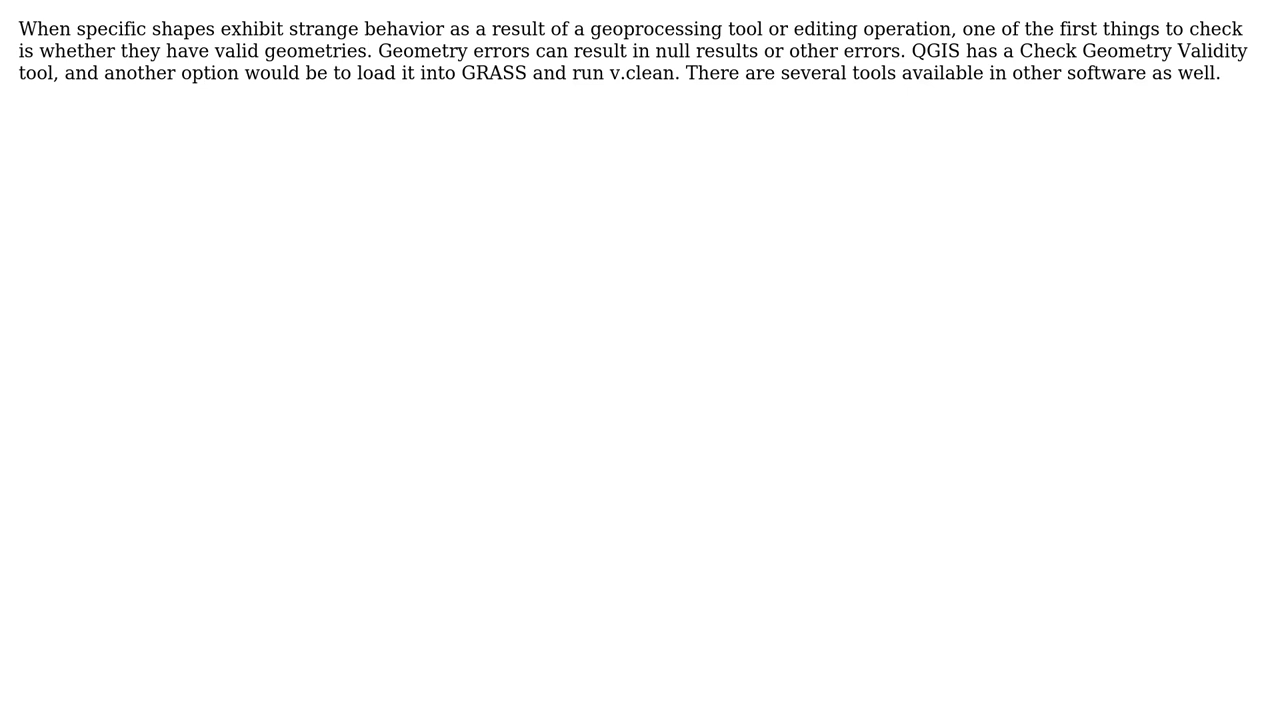 When specific shapes exhibit strange behavior as a result of a geoprocessing tool or editing operation, one of the first things to check
is whether they have valid geometries. Geometry errors can result in null results or other errors. QGIS has a Check Geometry Validity
tool, and another option would be to load it into GRASS and run v.clean. There are several tools available in other software as well.